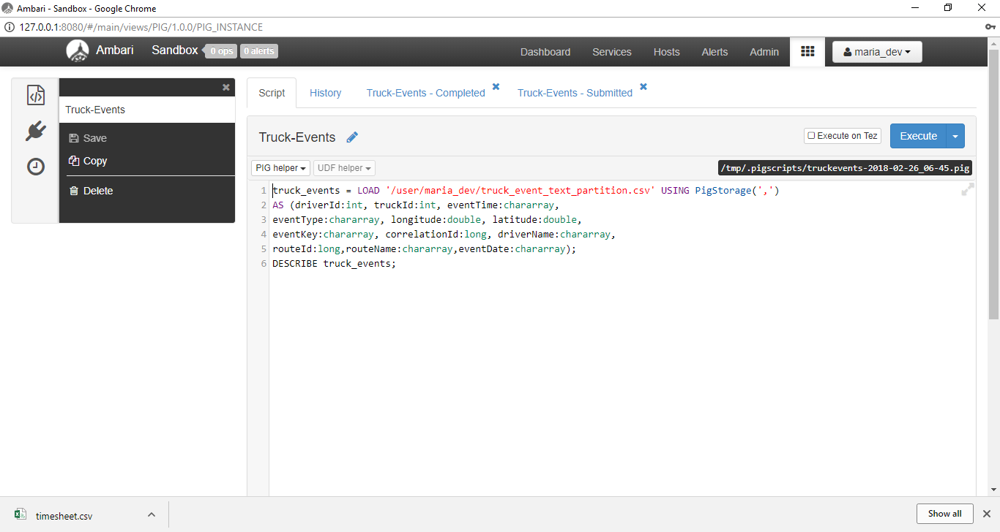 Ambari - Sandbox - Google Chrome
127.0.0.1:8080/#/main/views/PIG/1.0.0/PIG_INSTANCE
Ambari Sandbox 0 ops 0 alerts Dashboard Services Hosts Alerts Admin maria_dev
Script History Truck-Events - Completed Truck-Events - Submitted
Truck-Events
Save
Copy
Delete
Truck-Events Execute on Tez Execute
PIG helper UDF helper /tmp/.pigscripts/truckevents-2018-02-26_06-45.pig
1 truck_events = LOAD '/user/maria_dev/truck_event_text_partition.csv' USING PigStorage(',')
2 AS (driverId:int, truckId:int, eventTime:chararray,
3 eventType:chararray, longitude:double, latitude:double,
4 eventKey:chararray, correlationId:long, driverName:chararray,
5 routeId:long,routeName:chararray,eventDate:chararray);
6 DESCRIBE truck_events;
timesheet.csv Show all